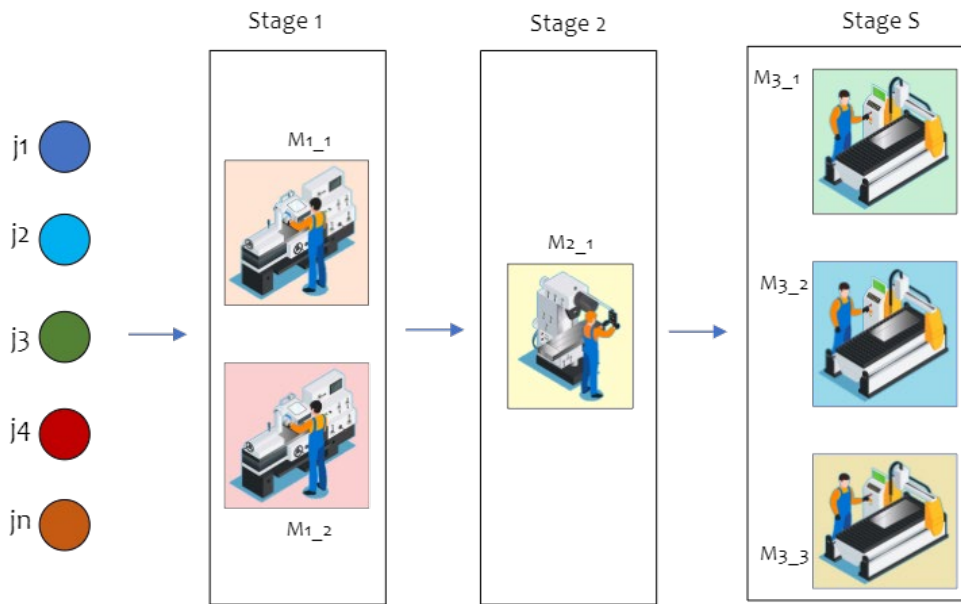 Stage 1
Stage 2
Stage S
j1
j2
j3
j4
jn
M1_1
M1_2
M2_1
M3_1
M3_2
M3_3